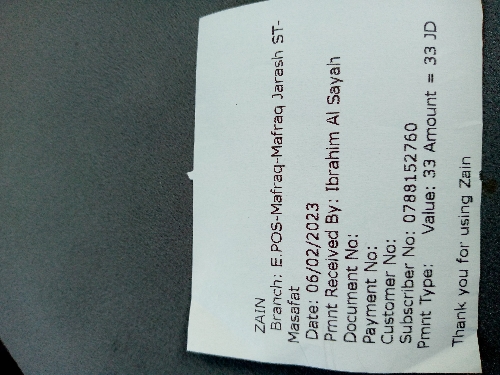 ZAIN
Branch: E.POS-Mafraq-Mafraq Jarash ST-
Masafat
Date: 06/02/2023
Pmnt Received By: Ibrahim Al Sayah
Document No:
Payment No:
Customer No:
Subscriber No: 0788152760
Pmnt Type: Value: 33 Amount = 33 JD
Thank you for using Zain